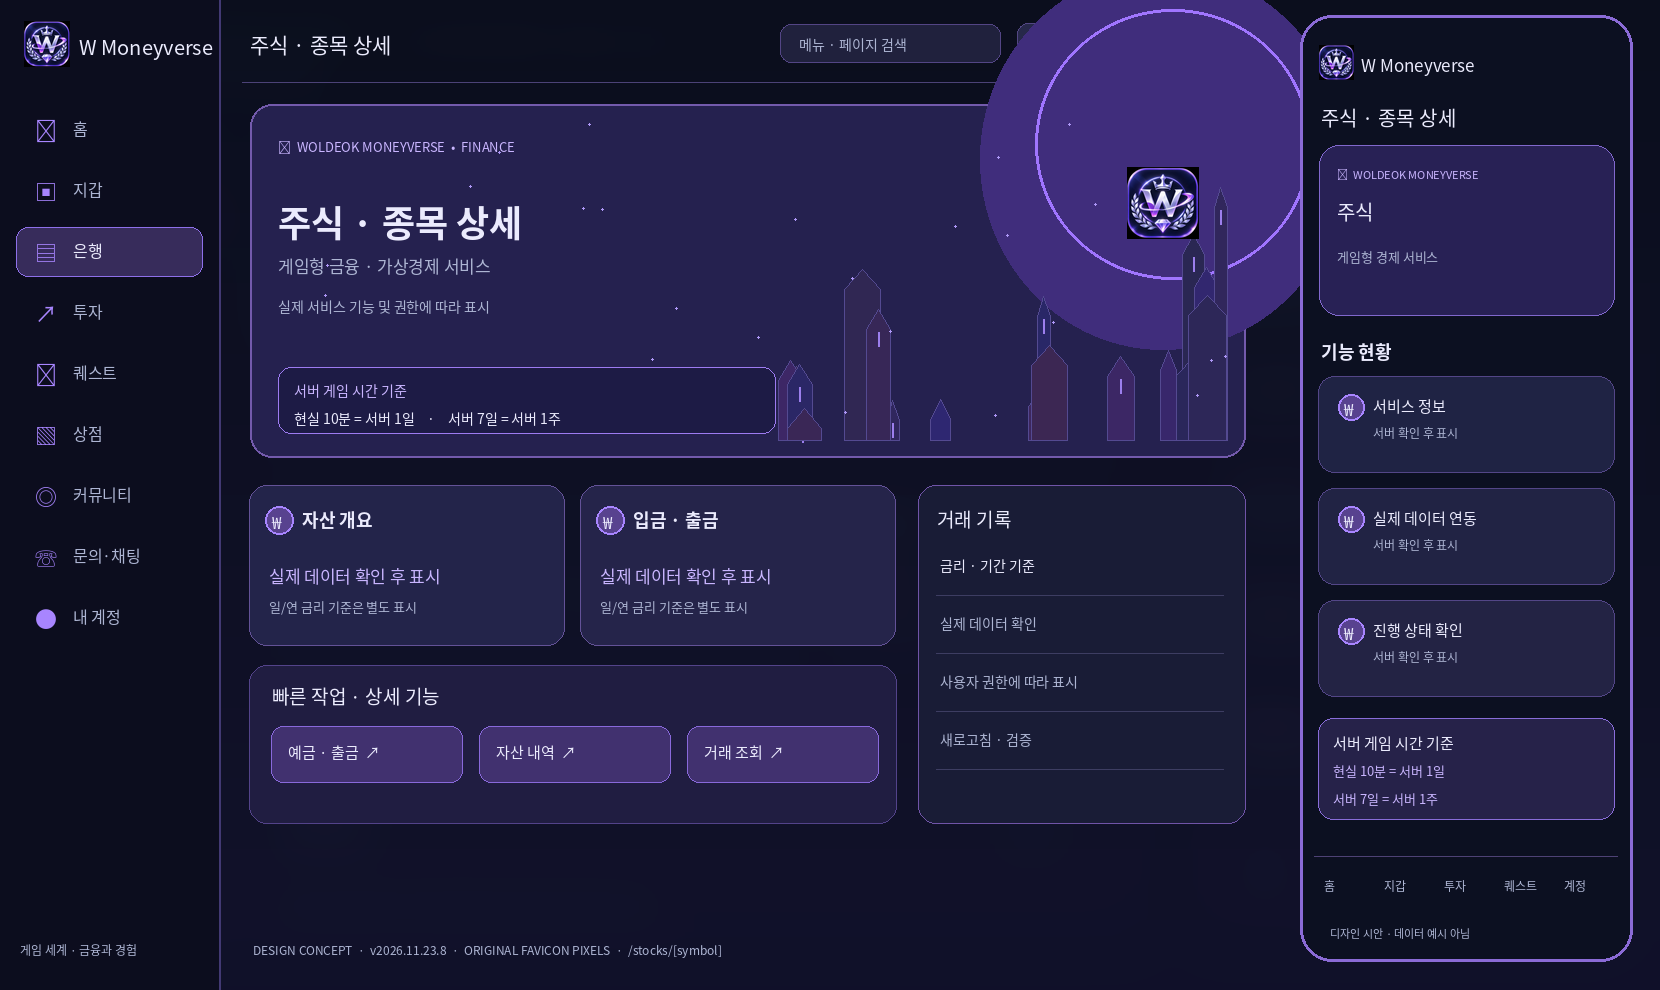 W Moneyverse
홈
지갑
은행
투자
퀘스트
상점
커뮤니티
문의·채팅
내 계정
게임 세계 · 금융과 경험
주식 · 종목 상세
메뉴 · 페이지 검색
WOLDEOK MONEYVERSE • FINANCE
주식 · 종목 상세
게임형·금융 · 가상경제 서비스
실제 서비스 기능 및 권한에 따라 표시
서버 게임 시간 기준
현실 10분 = 서버 1일 · 서버 7일 = 서버 1주
₩ 자산 개요
실제 데이터 확인 후 표시
일/연 금리 기준은 별도 표시
₩ 입금 · 출금
실제 데이터 확인 후 표시
일/연 금리 기준은 별도 표시
거래 기록
금리 · 기간 기준
실제 데이터 확인
사용자 권한에 따라 표시
새로고침 · 검증
빠른 작업 · 상세 기능
예금 · 출금 ↗
자산 내역 ↗
거래 조회 ↗
DESIGN CONCEPT · v2026.11.23.8 · ORIGINAL FAVICON PIXELS · /stocks/[symbol]
W Moneyverse
주식 · 종목 상세
WOLDEOK MONEYVERSE
주식
게임형 경제 서비스
기능 현황
₩ 서비스 정보
서버 확인 후 표시
₩ 실제 데이터 연동
서버 확인 후 표시
₩ 진행 상태 확인
서버 확인 후 표시
서버 게임 시간 기준
현실 10분 = 서버 1일
서버 7일 = 서버 1주
홈 지갑 투자 퀘스트 계정
디자인 시안 · 데이터 예시 아님